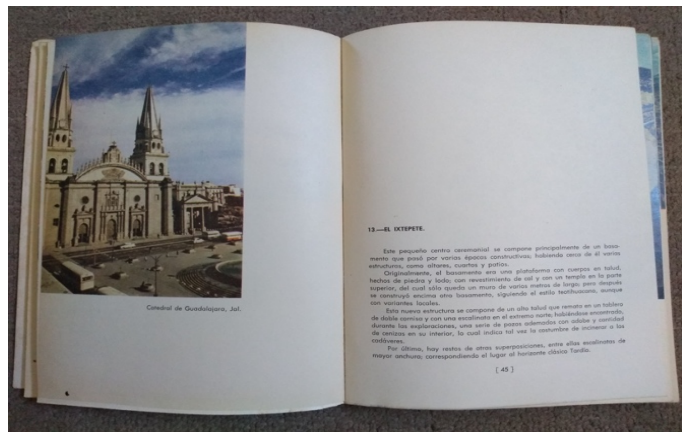 Catedral de Guadalajara, Jal.
6
13.—EL IXTEPETE.
Este pequeño centro ceremonial se compone principalmente de un basa-
mento que pasó por varias épocas constructivas; habiendo cerca de él varias
estructuras, como altares, cuartos y patios.
Originalmente, el basamento era una plataforma con cuerpos en talud,
hechos de piedra y lodo; con revestimiento de cal y con un templo en la parte
superior, del cual sólo queda un muro de varios metros de largo; pero después
se construyó encima otro basamento, siguiendo el estilo teotihuacano, aunque
con variantes locales.
Esta nueva estructura se compone de un alto talud que remata en un tablero
de doble cornisa y con una escalinata en el extremo norte; habiéndose encontrado,
durante las exploraciones, una serie de pozos ademados con adobe y cantidad
de cenizas en su interior, lo cual indica tal vez la costumbre de incinerar a los
cadáveres.
Por último, hay restos de otras superposiciones, entre ellas escalinatas de
mayor anchura; correspondiendo el lugar al horizonte clásico Tardío.
[ 45 ]